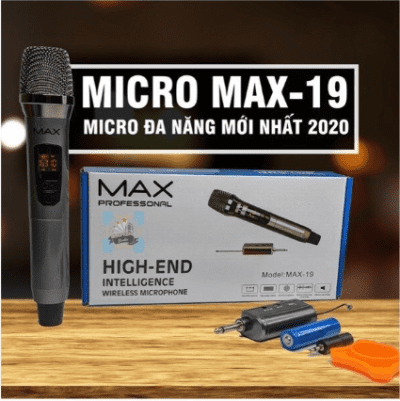 MICRO MAX-19
MICRO ĐA NĂNG MỚI NHẤT 2020
MAX
MAX
PROFESSONAL
HIGH-END
INTELLIGENCE
WIRELESS MICROPHONE
Model:MAX-19